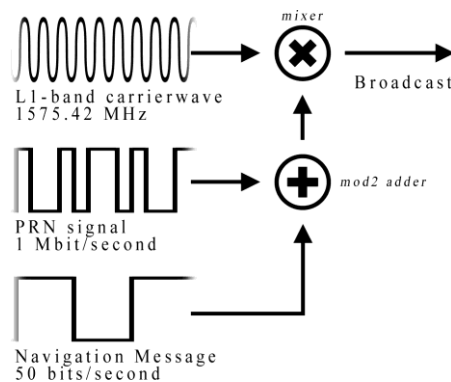 mixer
L1-band carrierwave
1575.42 MHz
Broadcast
PRN signal
1 Mbit/second
mod2 adder
Navigation Message
50 bits/second